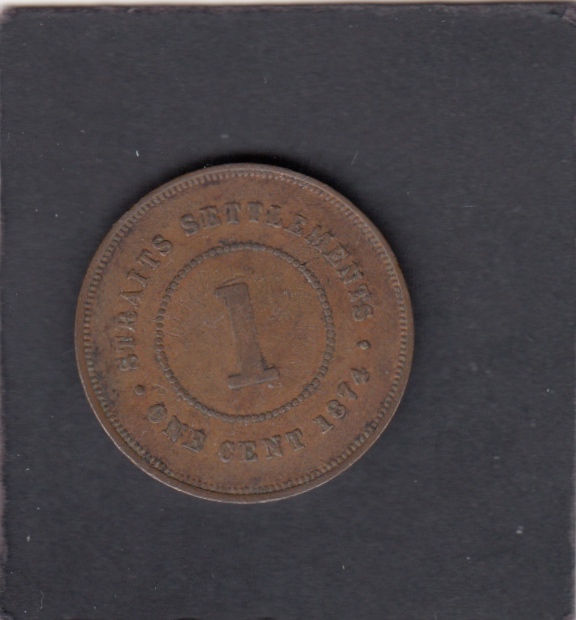 STRAITS SETTLEMENTS
1
ONE CENT 1874